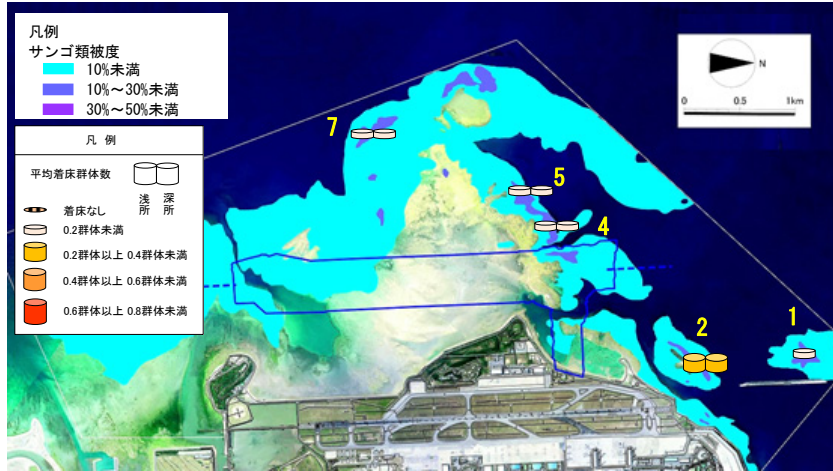 凡例
サンゴ類被度
10%未満
10%～30%未満
30%～50%未満
凡 例
平均着床群体数
浅所
深所
着床なし
0.2群体未満
0.2群体以上 0.4群体未満
0.4群体以上 0.6群体未満
0.6群体以上 0.8群体未満
N
0 0.5 1km
7
5
4
2
1